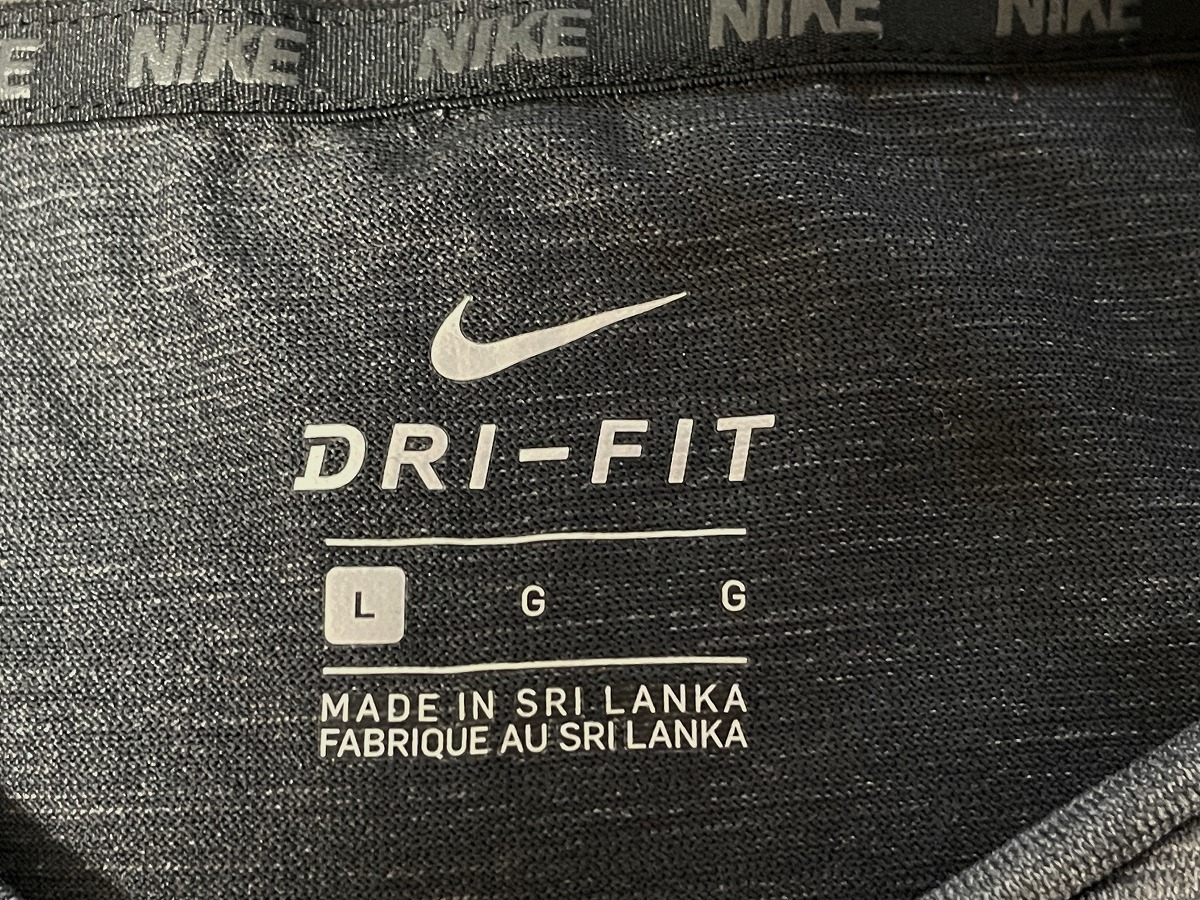 E NIKE NIKE NIKE NIKE
DRI-FIT
L G G
MADE IN SRI LANKA
FABRIQUE AU SRI LANKA